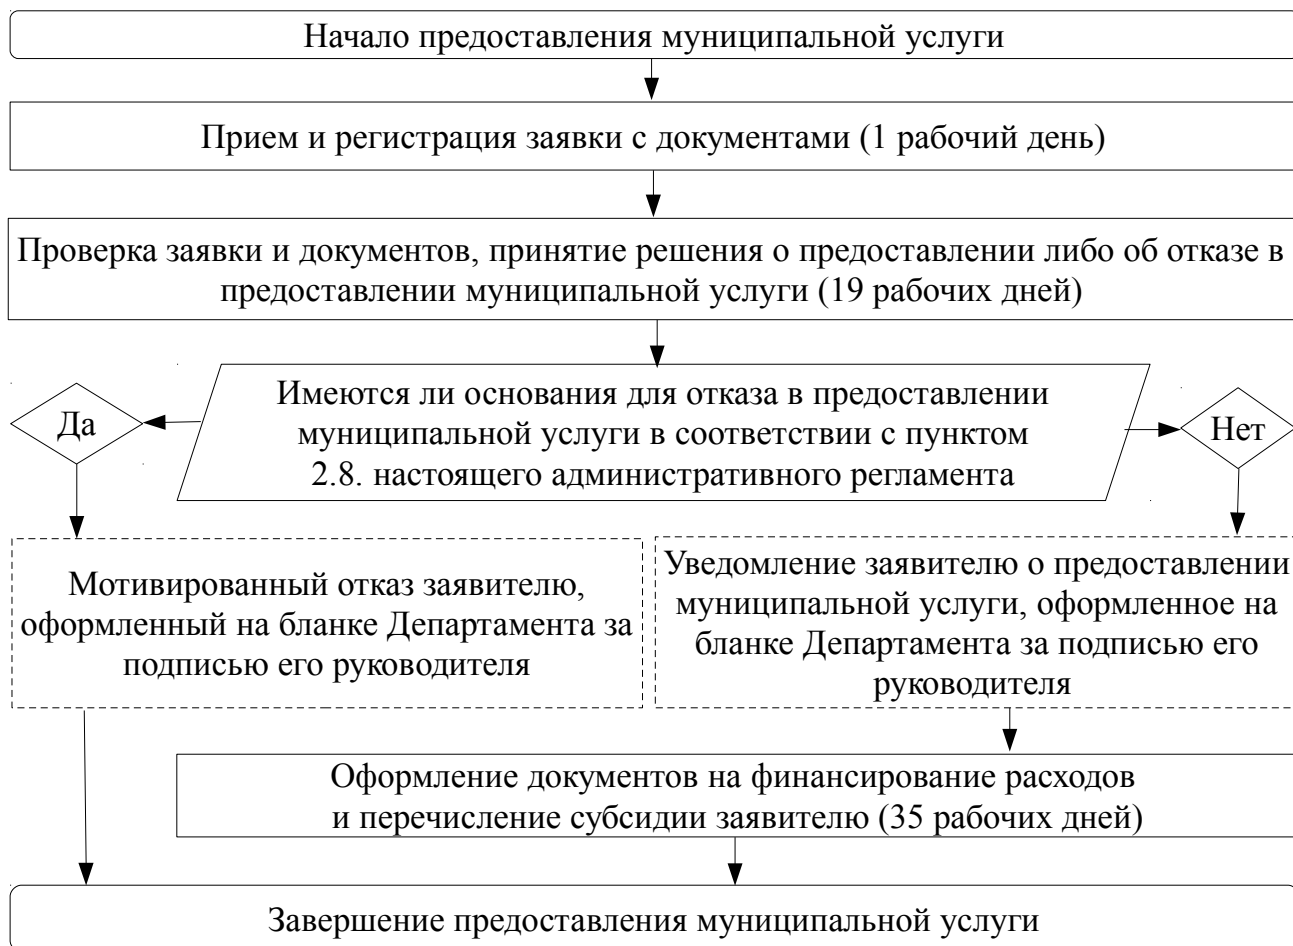 Начало предоставления муниципальной услуги
Прием и регистрация заявки с документами (1 рабочий день)
Проверка заявки и документов, принятие решения о предоставлении либо об отказе в
предоставлении муниципальной услуги (19 рабочих дней)
Имеются ли основания для отказа в предоставлении
муниципальной услуги в соответствии с пунктом
2.8. настоящего административного регламента
Да
Нет
Мотивированный отказ заявителю,
оформленный на бланке Департамента за
подписью его руководителя
Уведомление заявителю о предоставлении
муниципальной услуги, оформленное на
бланке Департамента за подписью его
руководителя
Оформление документов на финансирование расходов
и перечисление субсидии заявителю (35 рабочих дней)
Завершение предоставления муниципальной услуги